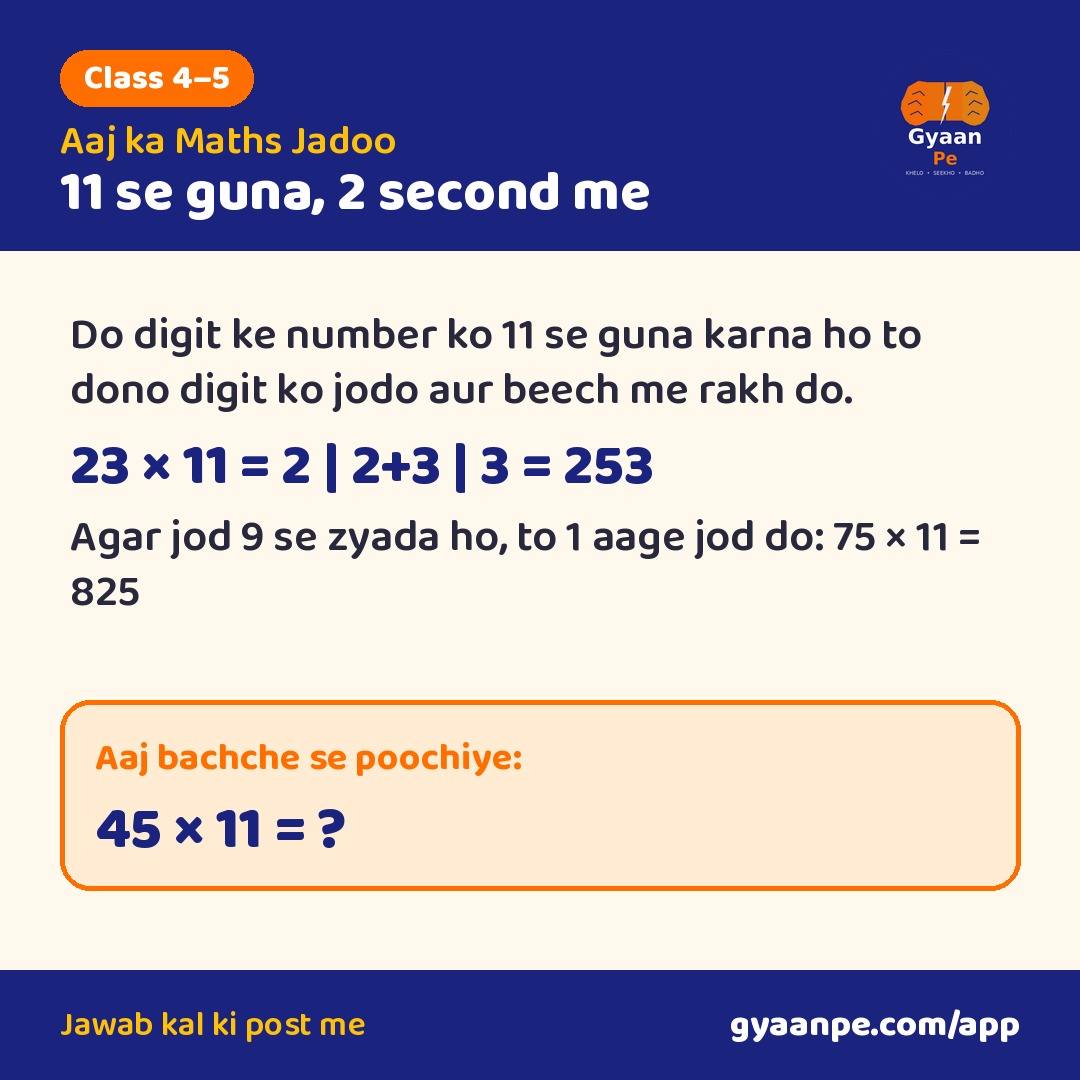 Class 4–5
Aaj ka Maths Jadoo
11 se guna, 2 second me
Gyaan
Pe
KHELO • SEEKHO • BADHO
Do digit ke number ko 11 se guna karna ho to
dono digit ko jodo aur beech me rakh do.
23 × 11 = 2 | 2+3 | 3 = 253
Agar jod 9 se zyada ho, to 1 aage jod do: 75 × 11 =
825
Aaj bachche se poochiye:
45 × 11 = ?
Jawab kal ki post me
gyaanpe.com/app